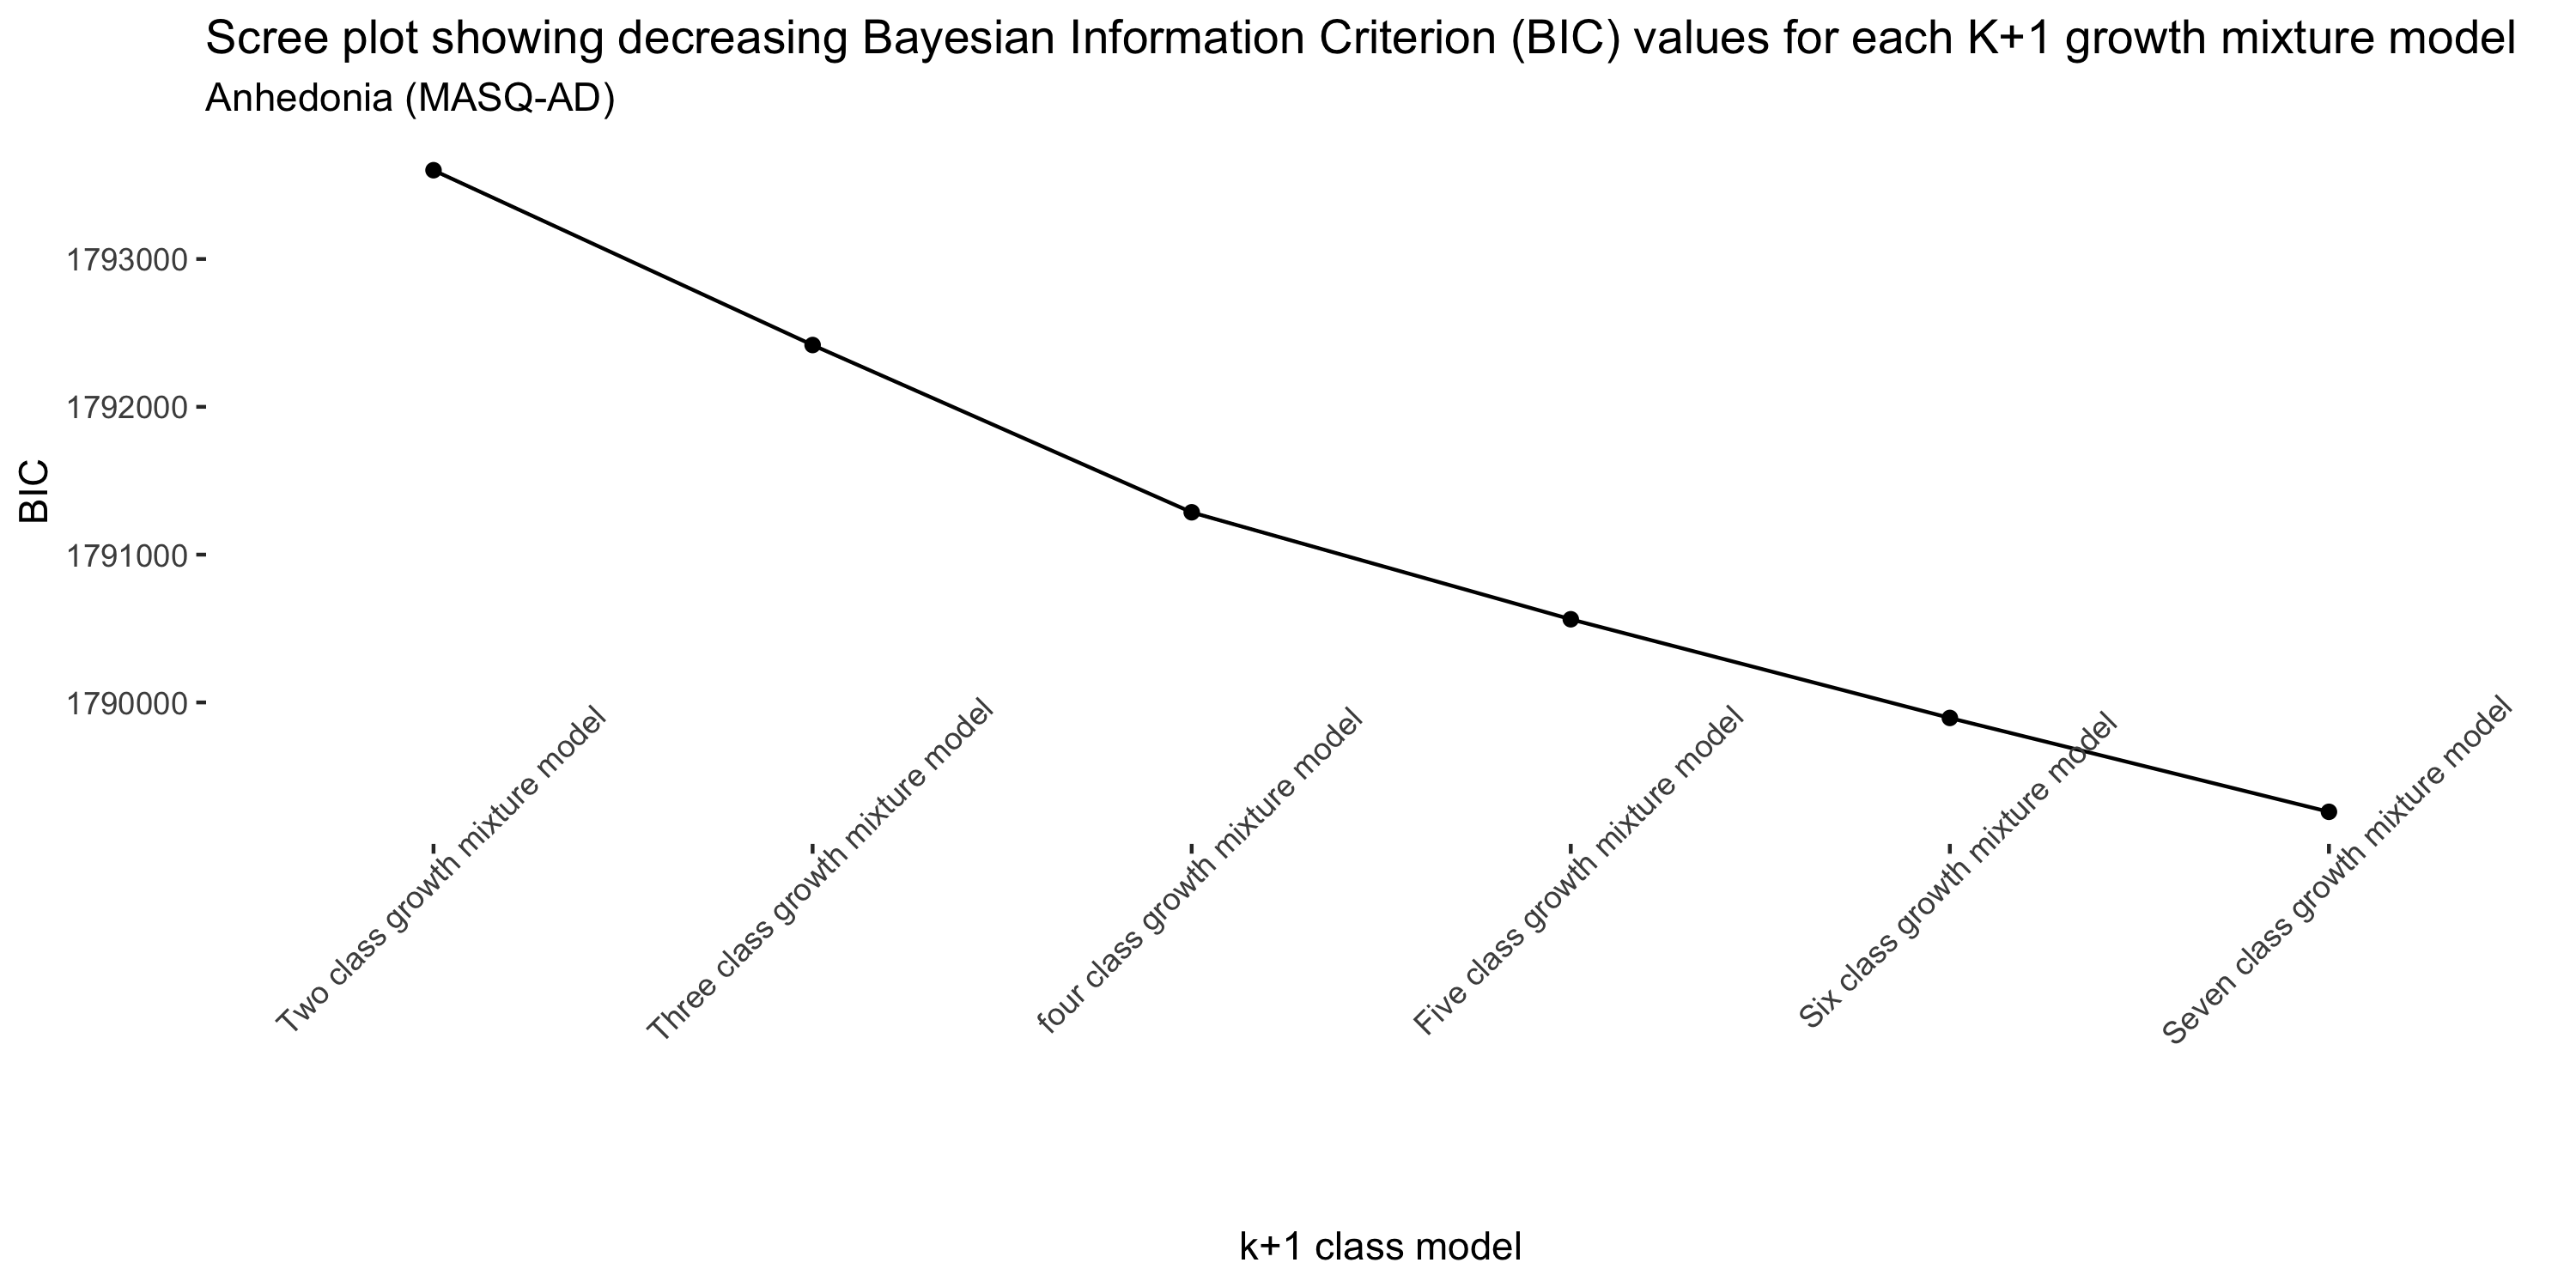 Scree plot showing decreasing Bayesian Information Criterion (BIC) values for each K+1 growth mixture model
Anhedonia (MASQ-AD)
1793000
1792000
1791000
1790000
BIC
Two class growth mixture model
Three class growth mixture model
four class growth mixture model
Five class growth mixture model
Six class growth mixture model
Seven class growth mixture model
k+1 class model